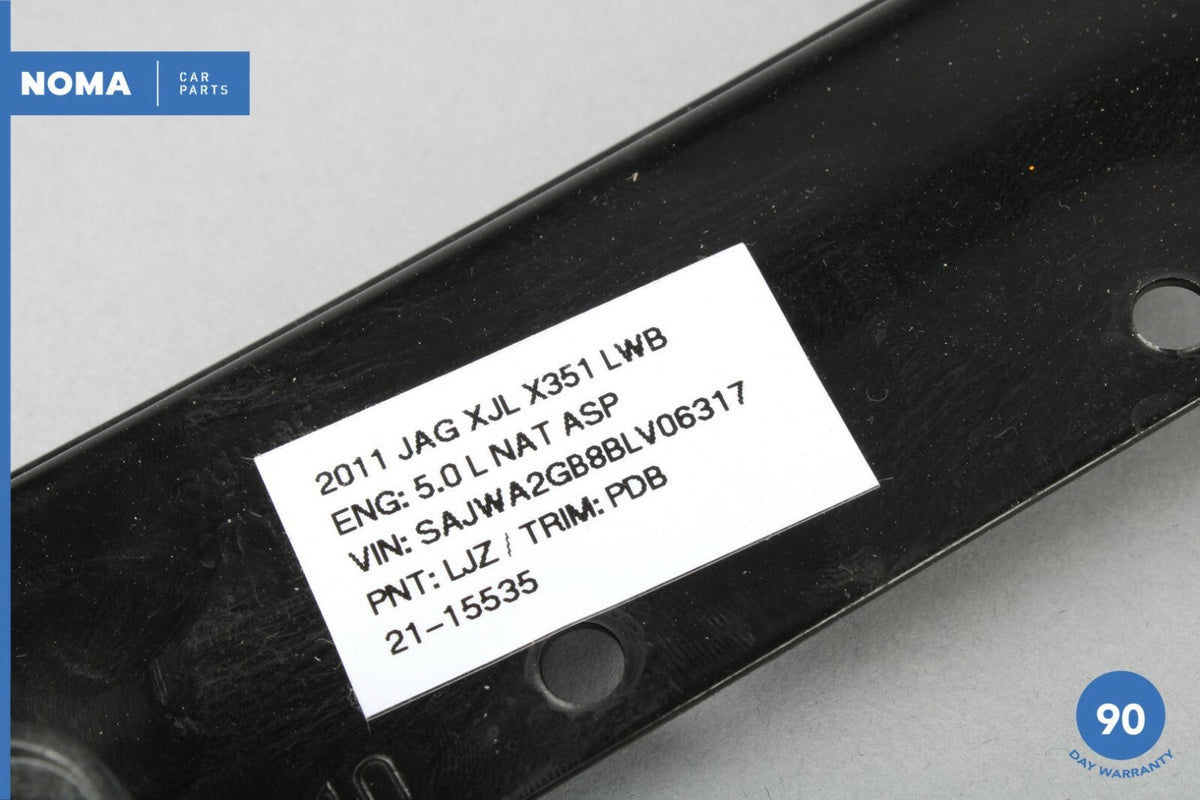 NOMA
CAR
PARTS
2011 JAG XJL X351 LWB
ENG: 5.0 L NAT ASP
VIN: SAJWA2GB8BLV06317
PNT: LJZ / TRIM: PDB
21-15535
90
DAY WARRANTY